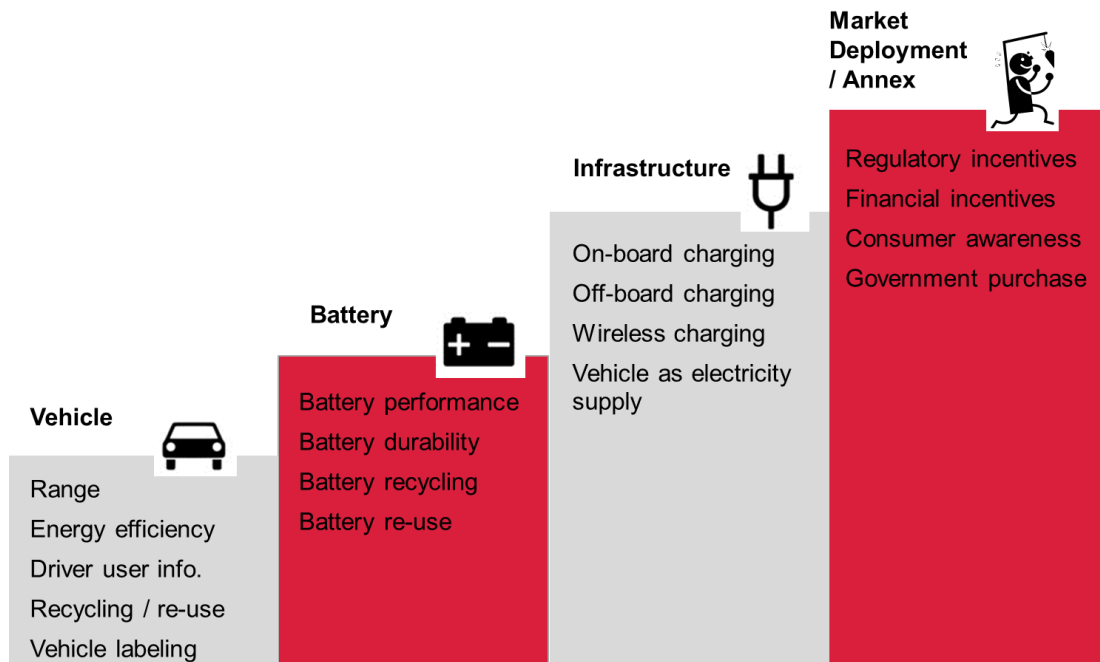 Market
Deployment
/ Annex
Regulatory incentives
Financial incentives
Consumer awareness
Government purchase
Infrastructure
On-board charging
Off-board charging
Wireless charging
Vehicle as electricity
supply
Battery
Battery performance
Battery durability
Battery recycling
Battery re-use
Vehicle
Range
Energy efficiency
Driver user info.
Recycling / re-use
Vehicle labeling